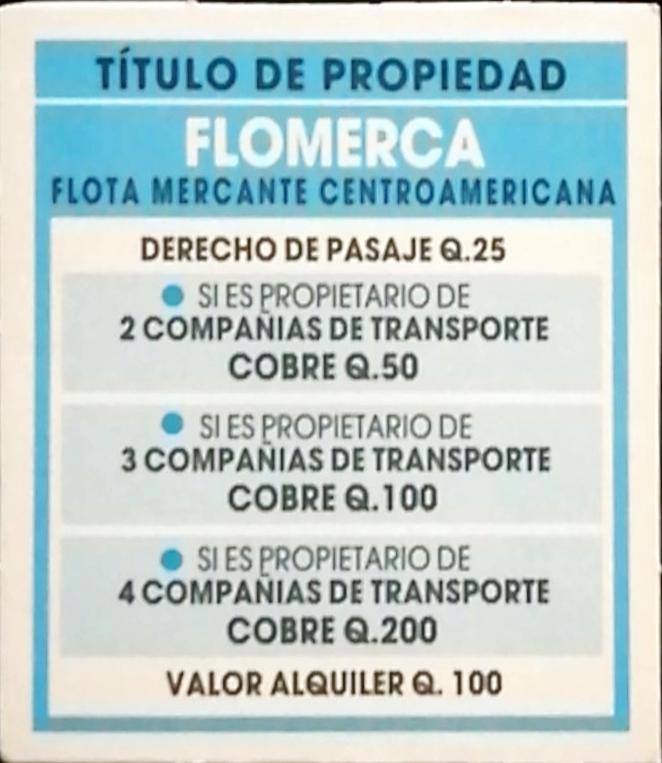 TÍTULO DE PROPIEDAD
FLOMERCA
FLOTA MERCANTE CENTROAMERICANA
DERECHO DE PASAJE Q.25
● SI ES PROPIETARIO DE
2 COMPAÑIAS DE TRANSPORTE
COBRE Q.50
● SI ES PROPIETARIO DE
3 COMPAÑIAS DE TRANSPORTE
COBRE Q.100
● SI ES PROPIETARIO DE
4 COMPAÑIAS DE TRANSPORTE
COBRE Q.200
VALOR ALQUILER Q. 100